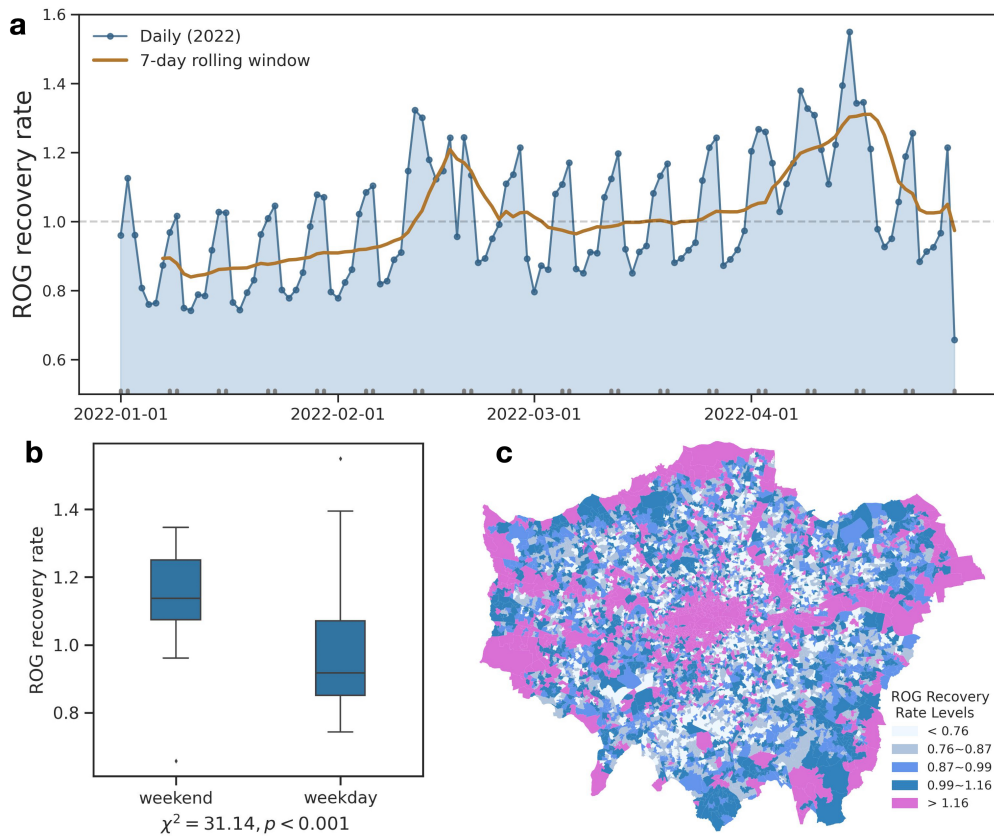 a
1.6
1.4
1.2
1.0
0.8
0.6
ROG recovery rate
Daily (2022)
7-day rolling window
2022-01-01
2022-02-01
2022-03-01
2022-04-01
b
1.4
1.2
1.0
0.8
ROG recovery rate
weekend
weekday
χ² = 31.14, p < 0.001
c
ROG Recovery
Rate Levels
< 0.76
0.76~0.87
0.87~0.99
0.99~1.16
> 1.16